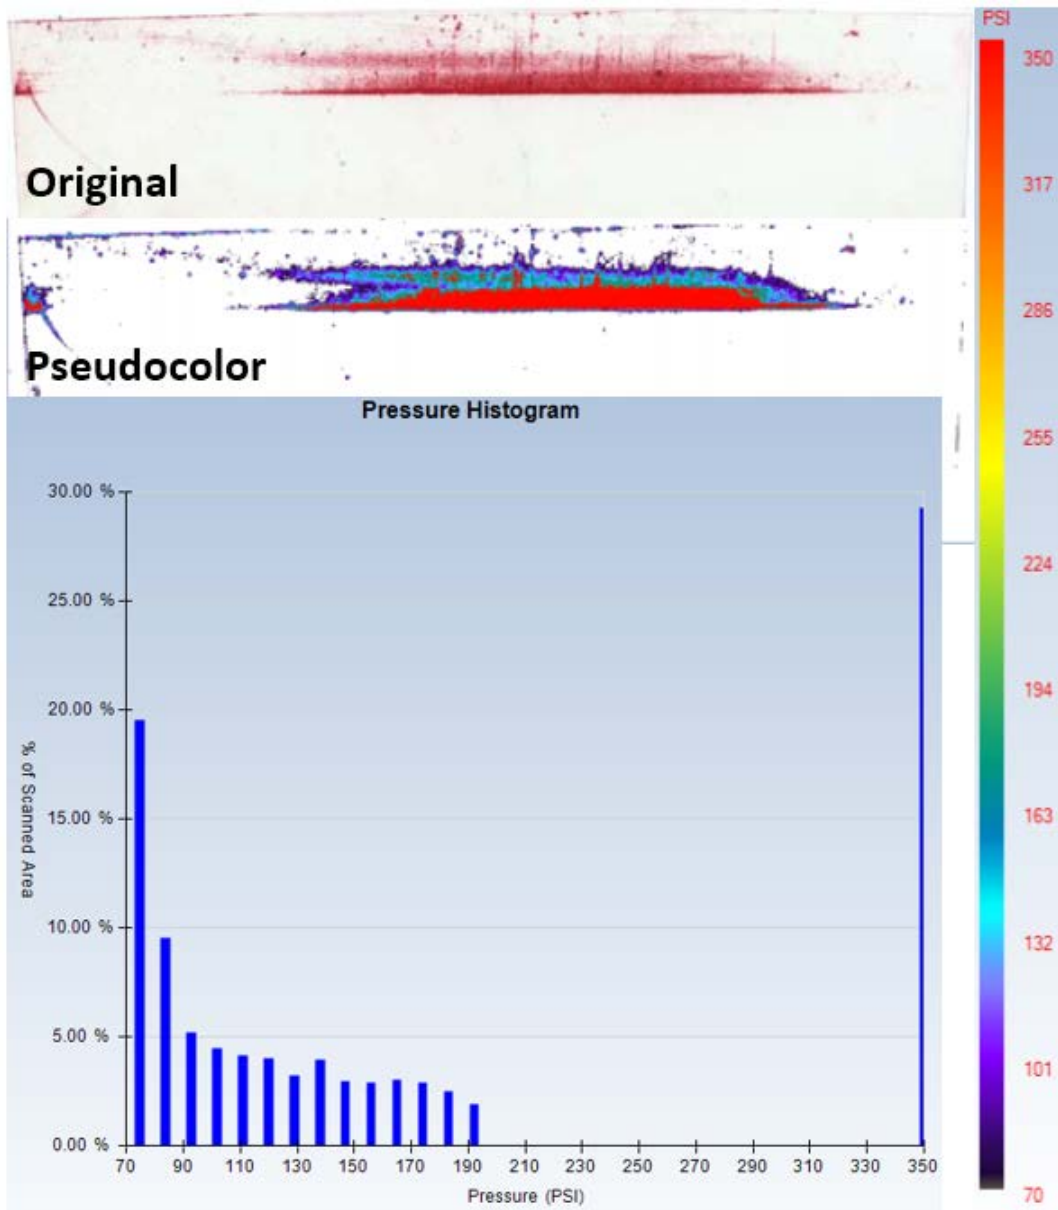 PSI
350
317
286
255
224
194
163
132
101
70
Original
Pseudocolor
Pressure Histogram
30.00 %
25.00 %
20.00 %
15.00 %
10.00 %
5.00 %
0.00 %
% of Scanned Area
70 90 110 130 150 170 190 210 230 250 270 290 310 330 350
Pressure (PSI)